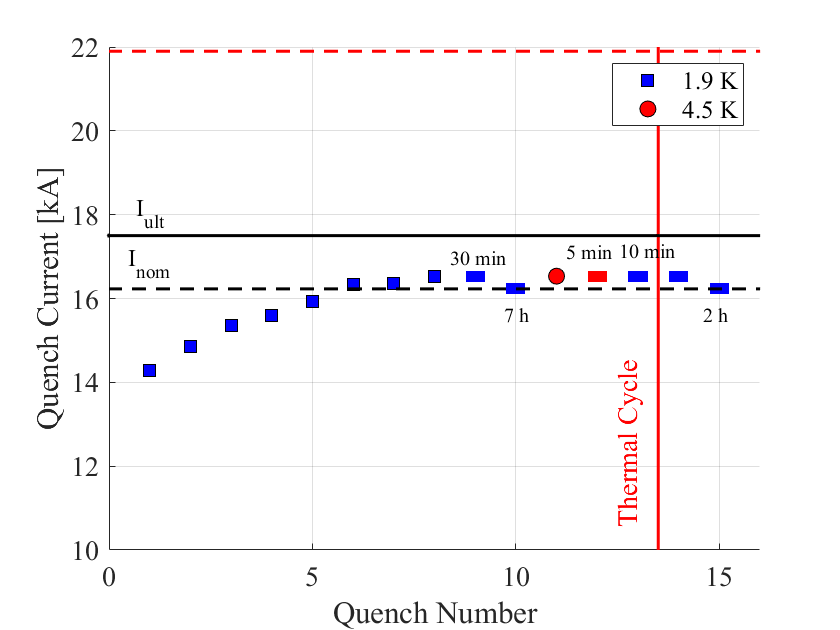 22
20
18
16
14
12
10
0
5
10
15
Quench Current [kA]
Quench Number
1.9 K
4.5 K
I_ult
I_nom
30 min
5 min
10 min
7 h
2 h
Thermal Cycle